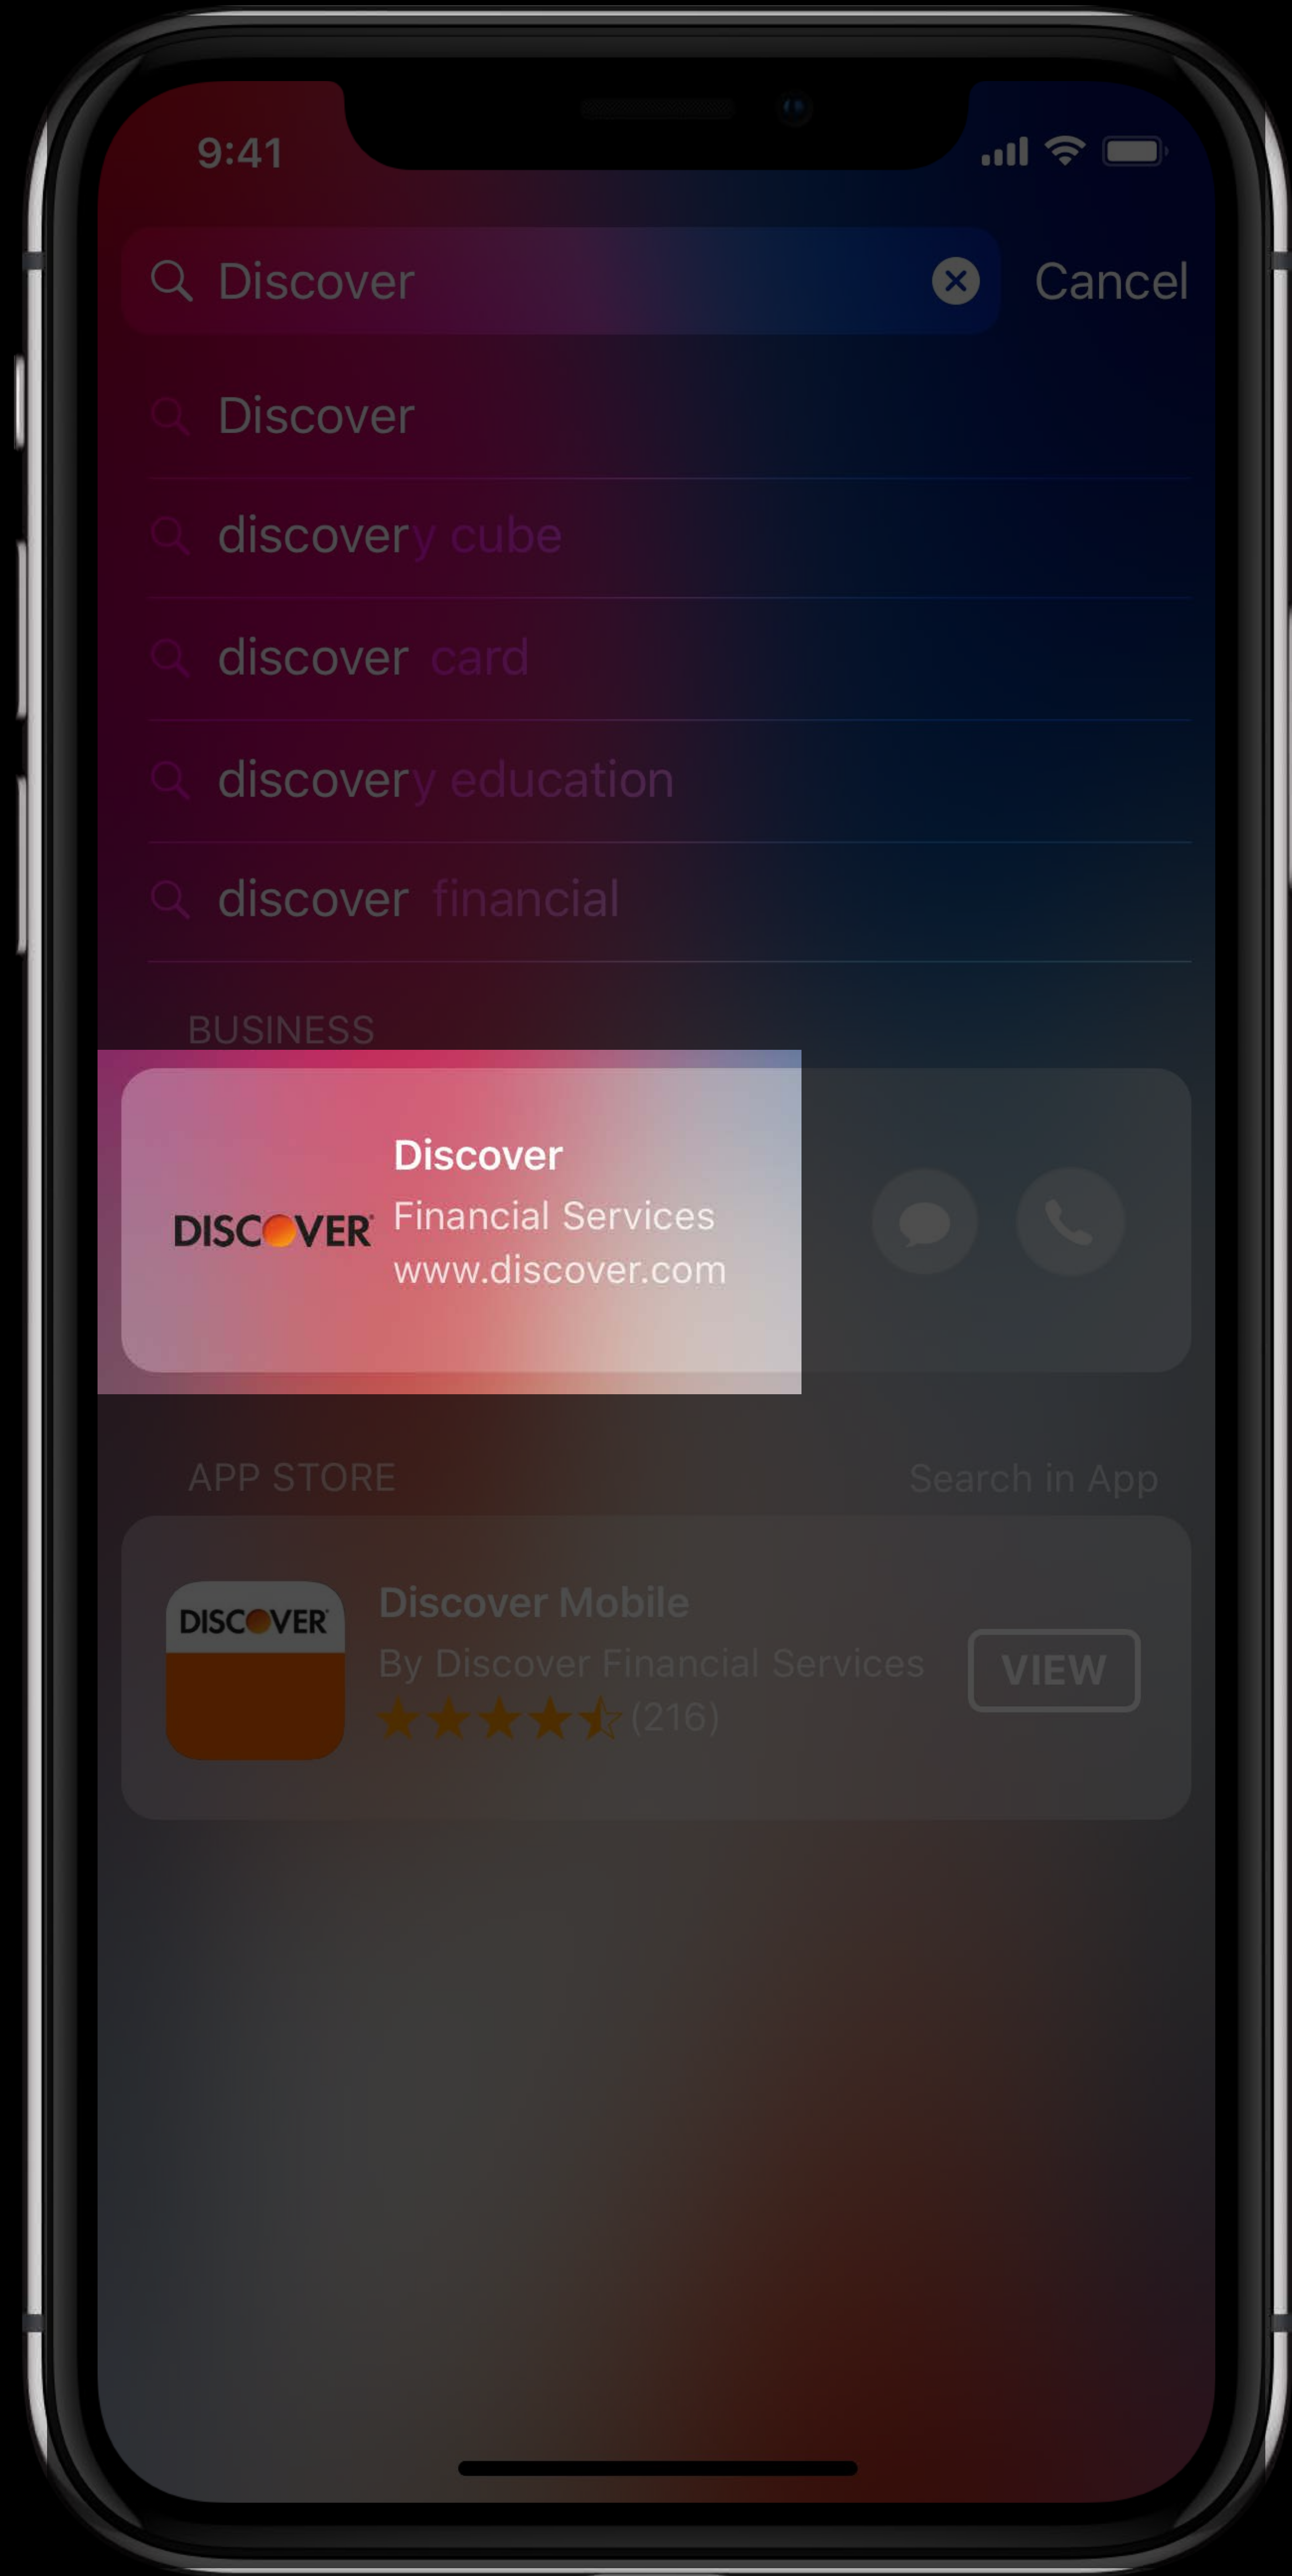 9:41
Discover
Cancel
Discover
discovery cube
discover card
discovery education
discover financial
BUSINESS
Discover
DISCOVER
Financial Services
www.discover.com
APP STORE
Search in App
DISCOVER
Discover Mobile
By Discover Financial Services
(216)
VIEW